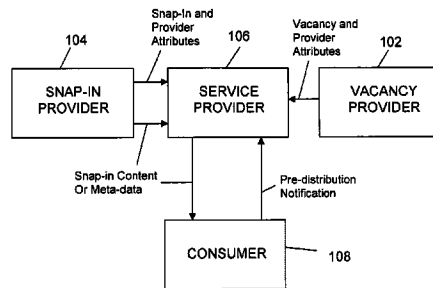 Snap-In and
Provider
Attributes
104
106
Vacancy and
Provider
Attributes
102
SNAP-IN
PROVIDER
SERVICE
PROVIDER
VACANCY
PROVIDER
Snap-in Content
Or Meta-data
Pre-distribution
Notification
CONSUMER
108